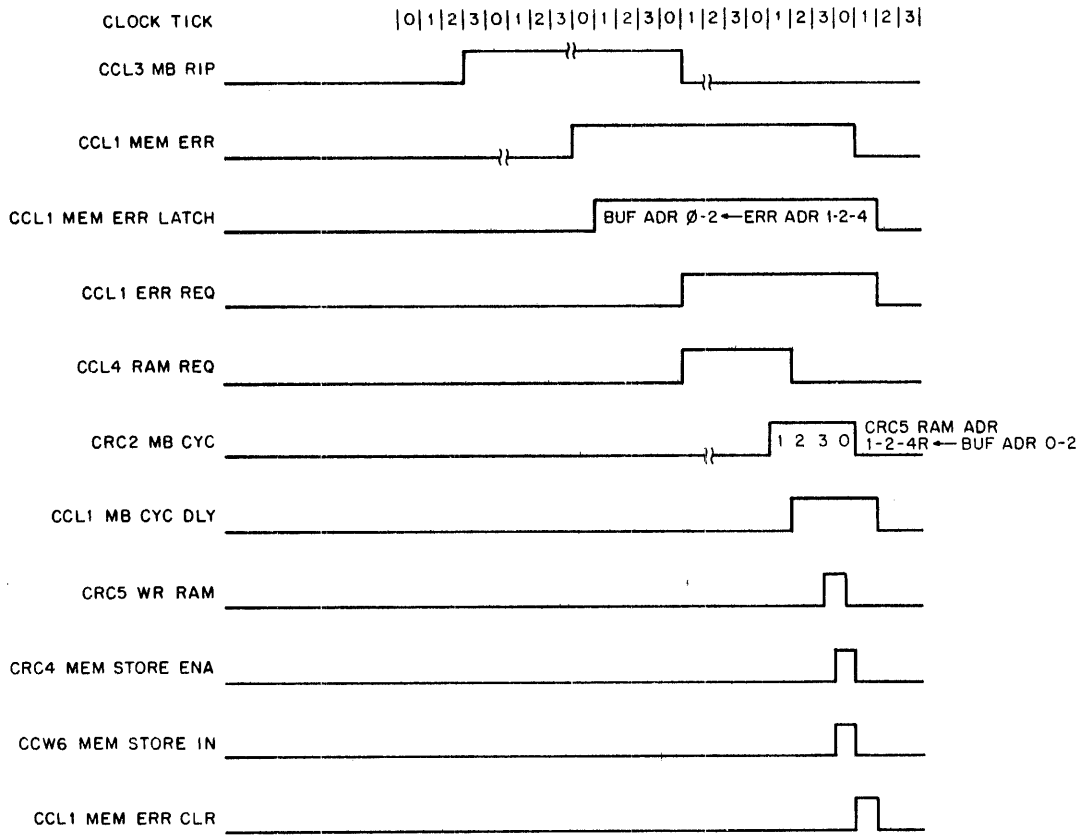 CLOCK TICK |0|1|2|3|0|1|2|3|0|1|2|3|0|1|2|3|0|1|2|3|0|1|2|3|
CCL3 MB RIP
CCL1 MEM ERR
CCL1 MEM ERR LATCH BUF ADR Ø-2←ERR ADR 1-2-4
CCL1 ERR REQ
CCL4 RAM REQ
CRC2 MB CYC 1 2 3 0 CRC5 RAM ADR
1-2-4R←BUF ADR 0-2
CCL1 MB CYC DLY
CRC5 WR RAM
CRC4 MEM STORE ENA
CCW6 MEM STORE IN
CCL1 MEM ERR CLR